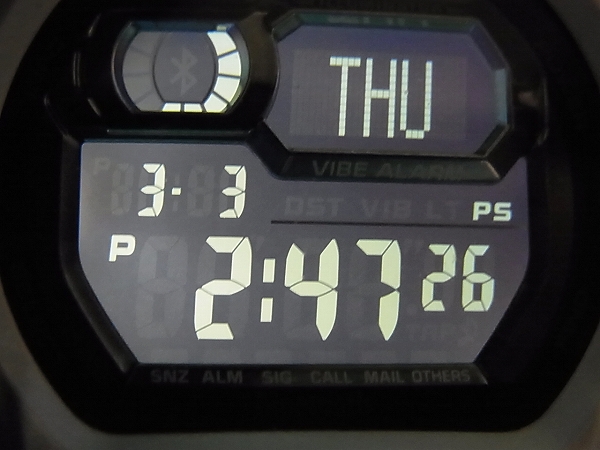 THU
VIBE ALARM
3-3
DST VIB LT PS
P 2:47 26
SNZ ALM SIG CALL MAIL OTHERS